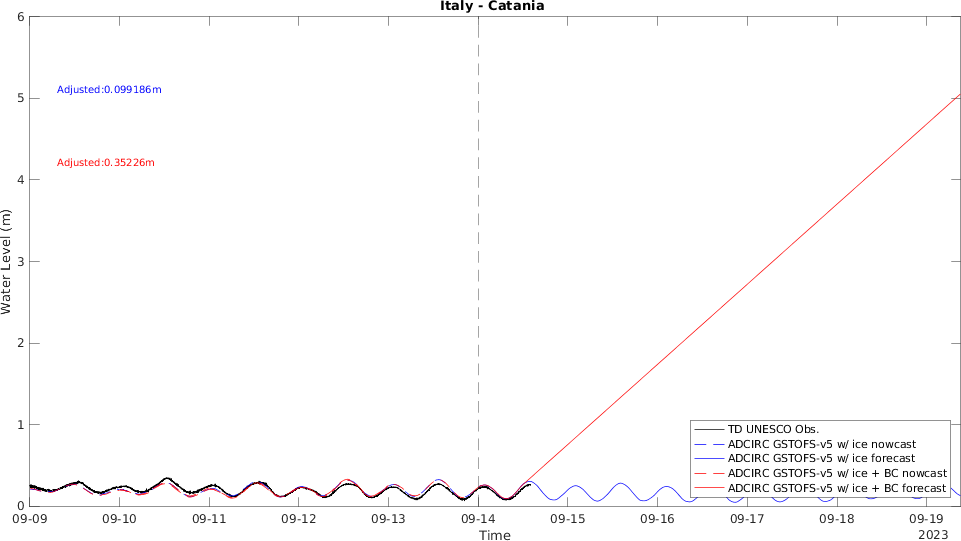 Italy - Catania
6
5
4
3
2
1
0
Water Level (m)
Adjusted:0.099186m
Adjusted:0.35226m
TD UNESCO Obs.
ADCIRC GSTOFS-v5 w/ ice nowcast
ADCIRC GSTOFS-v5 w/ ice forecast
ADCIRC GSTOFS-v5 w/ ice + BC nowcast
ADCIRC GSTOFS-v5 w/ ice + BC forecast
09-09 09-10 09-11 09-12 09-13 09-14 09-15 09-16 09-17 09-18 09-19
Time
2023